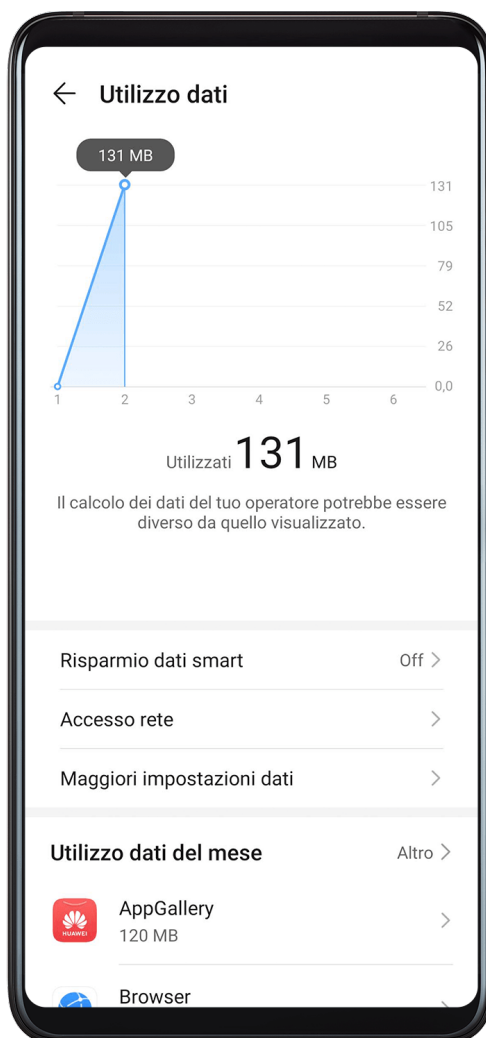 Utilizzo dati
131 MB
131
105
79
52
26
0,0
1 2 3 4 5 6
Utilizzati 131 MB
Il calcolo dei dati del tuo operatore potrebbe essere
diverso da quello visualizzato.
Risparmio dati smart Off
Accesso rete
Maggiori impostazioni dati
Utilizzo dati del mese Altro
AppGallery
HUAWEI
120 MB
Browser